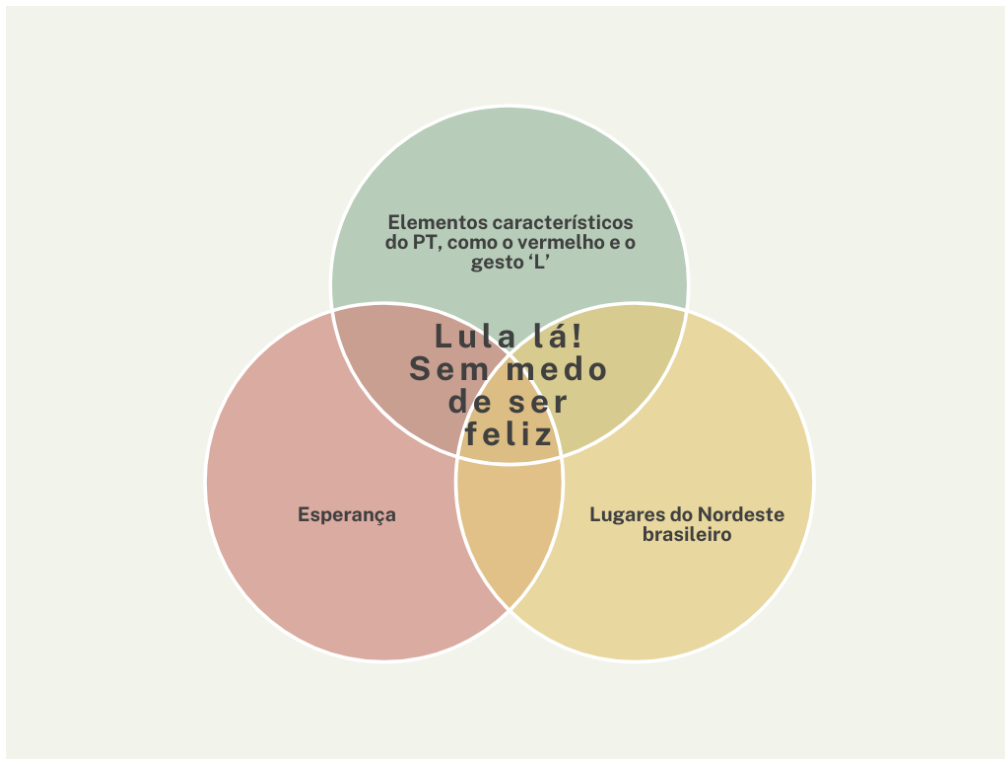 Elementos característicos
do PT, como o vermelho e o
gesto ‘L’
Lula lá!
Sem medo
de ser
feliz
Esperança
Lugares do Nordeste
brasileiro